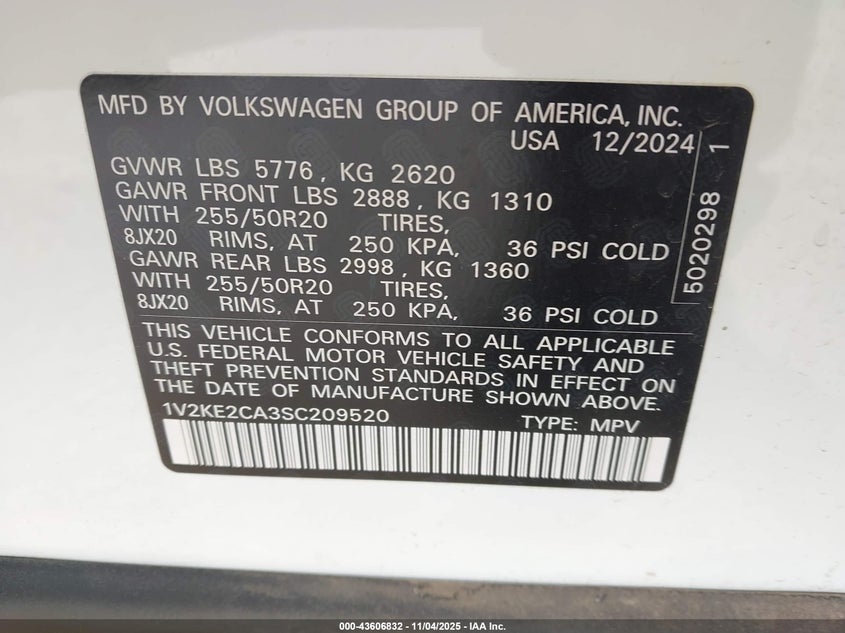 MFD BY VOLKSWAGEN GROUP OF AMERICA, INC.
USA 12/2024
GVWR LBS 5776, KG 2620
GAWR FRONT LBS 2888, KG 1310
WITH 255/50R20 TIRES,
8JX20 RIMS, AT 250 KPA, 36 PSI COLD
GAWR REAR LBS 2998, KG 1360
WITH 255/50R20 TIRES,
8JX20 RIMS, AT 250 KPA, 36 PSI COLD
5020298 1
THIS VEHICLE CONFORMS TO ALL APPLICABLE
U.S. FEDERAL MOTOR VEHICLE SAFETY AND
THEFT PREVENTION STANDARDS IN EFFECT ON
THE DATE OF MANUFACTURE SHOWN ABOVE.
1V2KE2CA3SC209520 TYPE: MPV
000-43606832 - 11/04/2025 - IAA Inc.